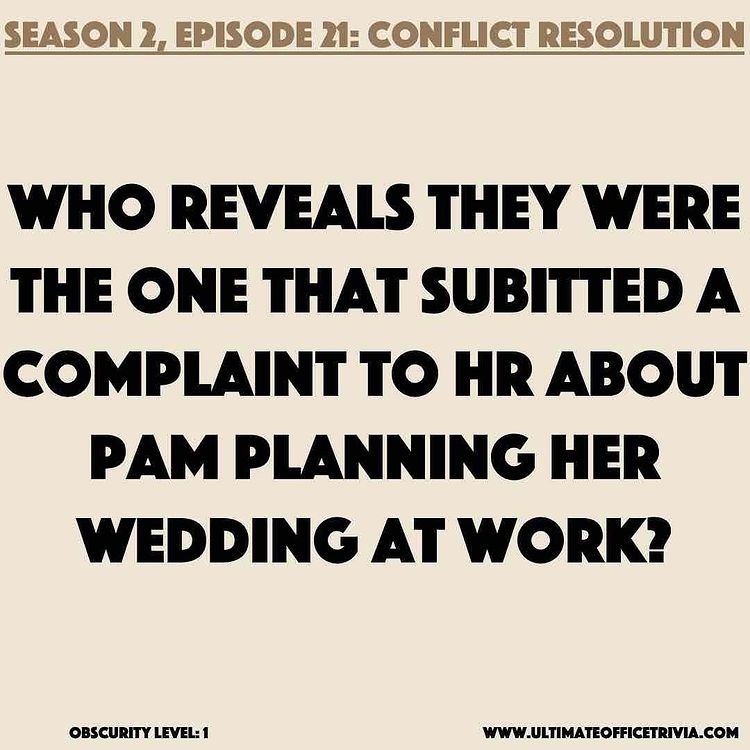 SEASON 2, EPISODE 21: CONFLICT RESOLUTION
WHO REVEALS THEY WERE
THE ONE THAT SUBITTED A
COMPLAINT TO HR ABOUT
PAM PLANNING HER
WEDDING AT WORK?
OBSCURITY LEVEL: 1
WWW.ULTIMATEOFFICETRIVIA.COM